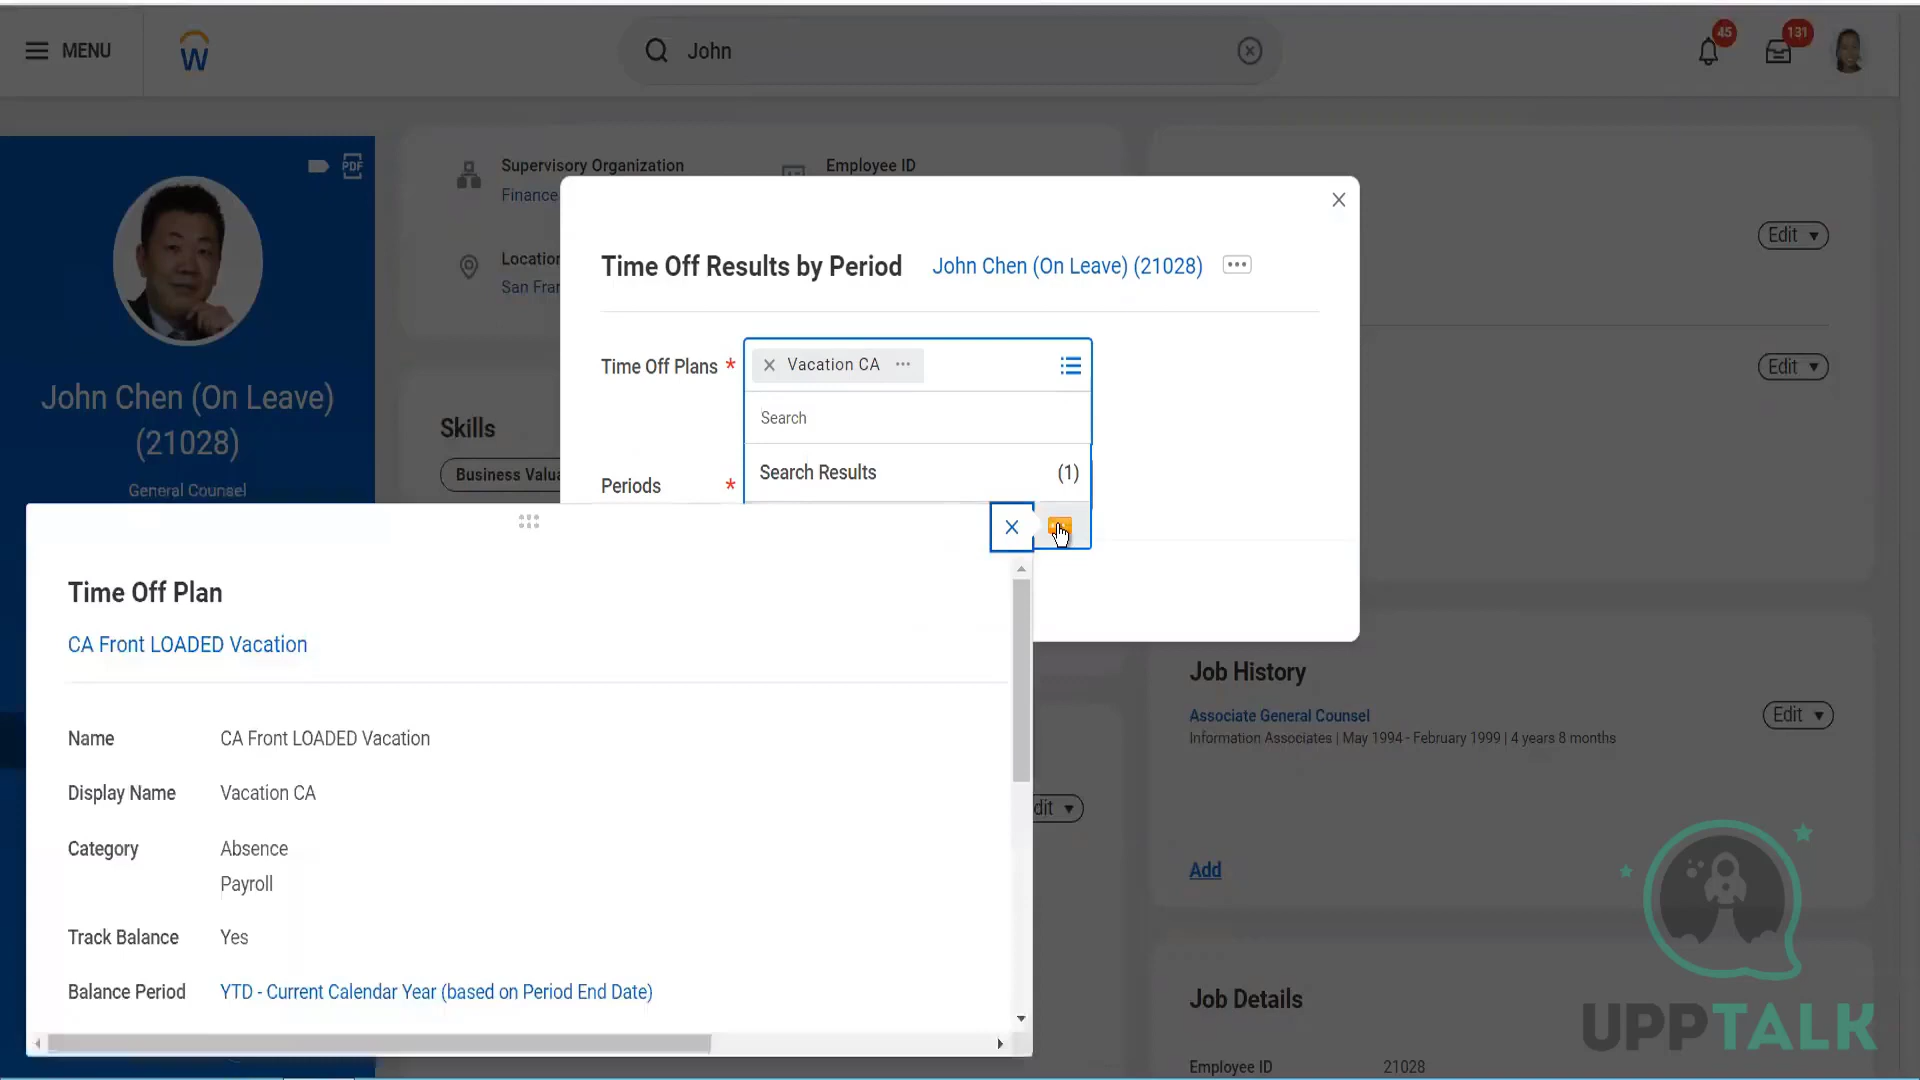 MENU
W
John
45
131
PDF
John Chen (On Leave)
(21028)
General Counsel
Supervisory Organization
Finance
Employee ID
Location
San Fran
Skills
Business Valua
Time Off Results by Period
John Chen (On Leave) (21028)
Time Off Plans *
Vacation CA
Search
Search Results (1)
Periods *
Edit
Edit
Time Off Plan
CA Front LOADED Vacation
Name CA Front LOADED Vacation
Display Name Vacation CA
Category Absence
Payroll
Track Balance Yes
Balance Period YTD - Current Calendar Year (based on Period End Date)
dit
Job History
Edit
Associate General Counsel
Information Associates | May 1994 - February 1999 | 4 years 8 months
Add
Job Details
Employee ID 21028
UPPTALK